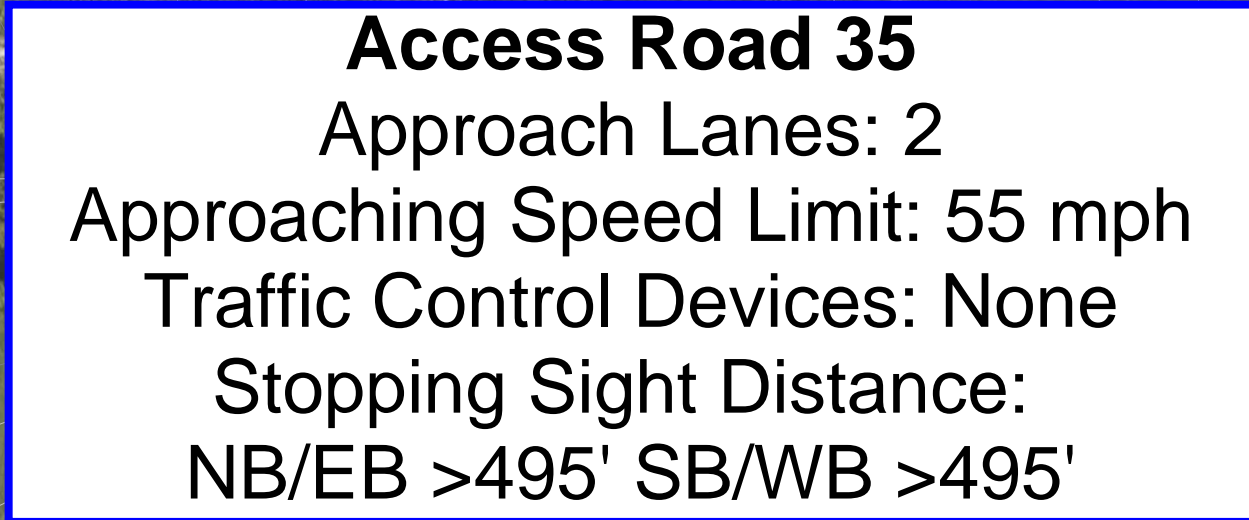 Access Road 35
Approach Lanes: 2
Approaching Speed Limit: 55 mph
Traffic Control Devices: None
Stopping Sight Distance:
NB/EB >495' SB/WB >495'